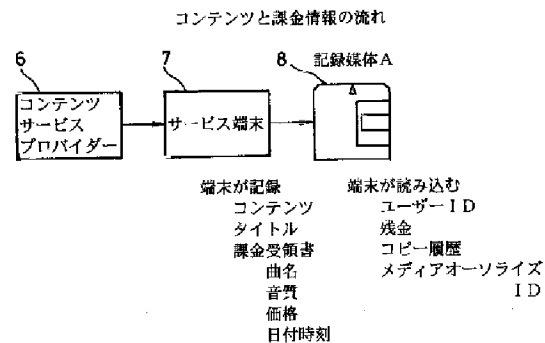 コンテンツと課金情報の流れ
6
7
8
記録媒体A
コンテンツ
サービス
プロバイダー
サービス端末
端末が記録
コンテンツ
タイトル
課金受領書
曲名
音質
価格
日付時刻
端末が読み込む
ユーザーID
残金
コピー履歴
メディアオーソライズ
ID